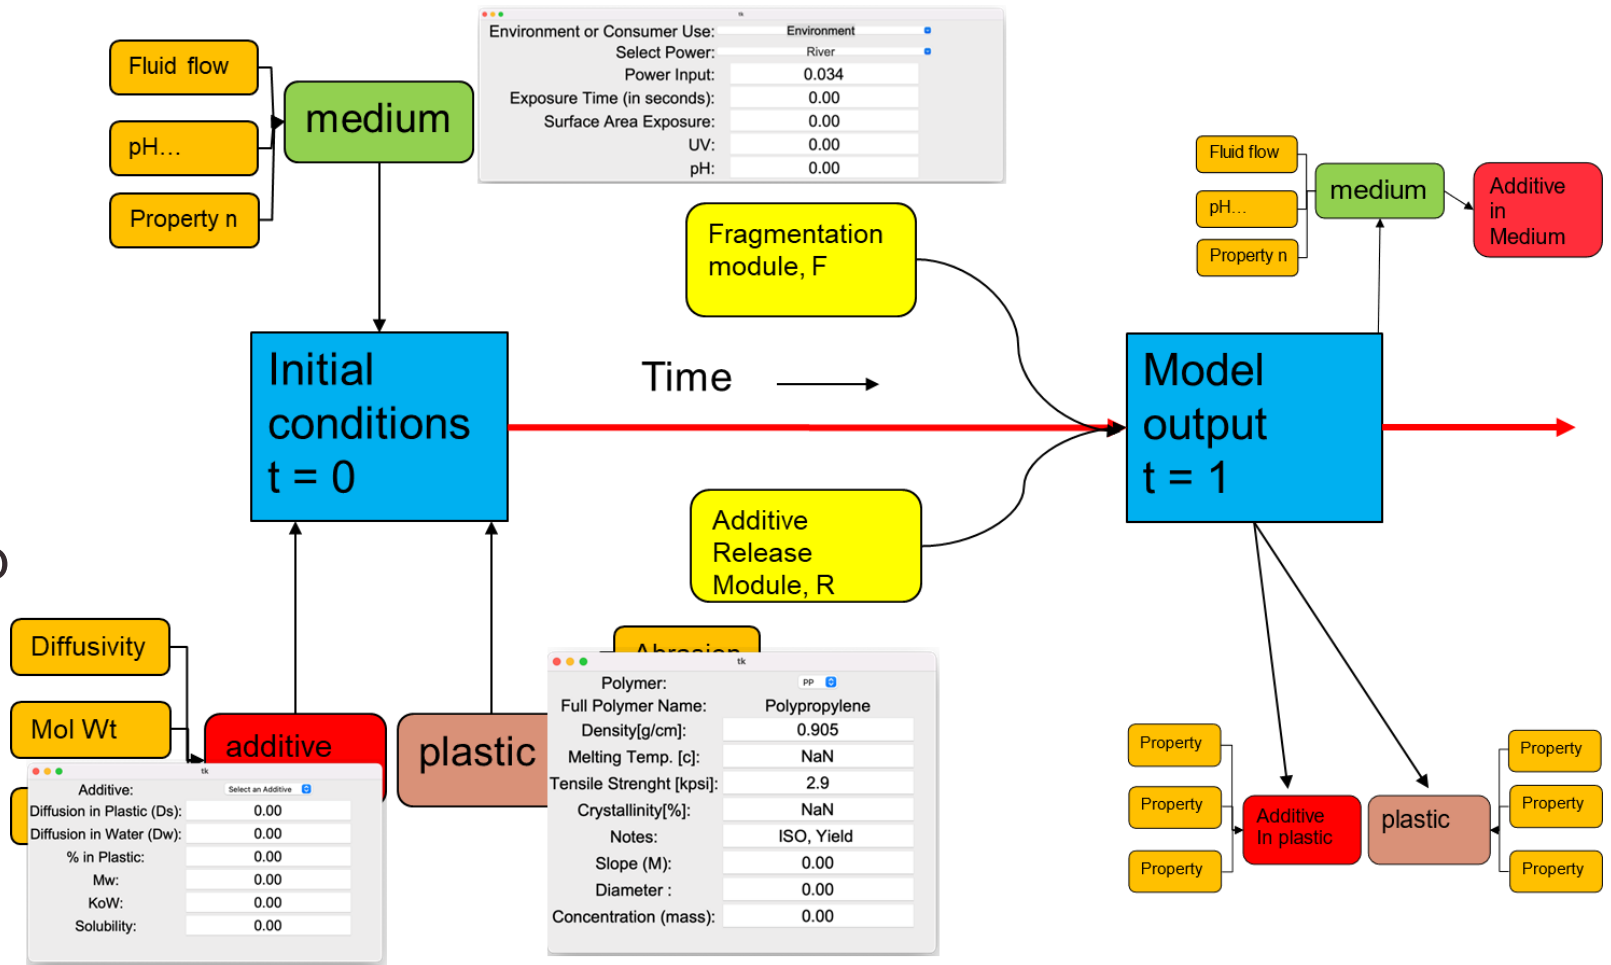 Fluid flow
pH...
Property n
medium
tk
Environment or Consumer Use: Environment
Select Power: River
Power Input: 0.034
Exposure Time (in seconds): 0.00
Surface Area Exposure: 0.00
UV: 0.00
pH: 0.00
Fragmentation
module, F
Fluid flow
pH...
Property n
medium
Additive
in
Medium
Initial
conditions
t = 0
Time
Model
output
t = 1
Additive
Release
Module, R
Diffusivity
Mol Wt
additive
plastic
Abrasion
tk
Additive: Select an Additive
Diffusion in Plastic (Ds): 0.00
Diffusion in Water (Dw): 0.00
% in Plastic: 0.00
Mw: 0.00
KoW: 0.00
Solubility: 0.00
tk
Polymer: PP
Full Polymer Name: Polypropylene
Density[g/cm]: 0.905
Melting Temp. [c]: NaN
Tensile Strenght [kpsi]: 2.9
Crystallinity[%]: NaN
Notes: ISO, Yield
Slope (M): 0.00
Diameter : 0.00
Concentration (mass): 0.00
Property
Property
Property
Additive
In plastic
plastic
Property
Property
Property